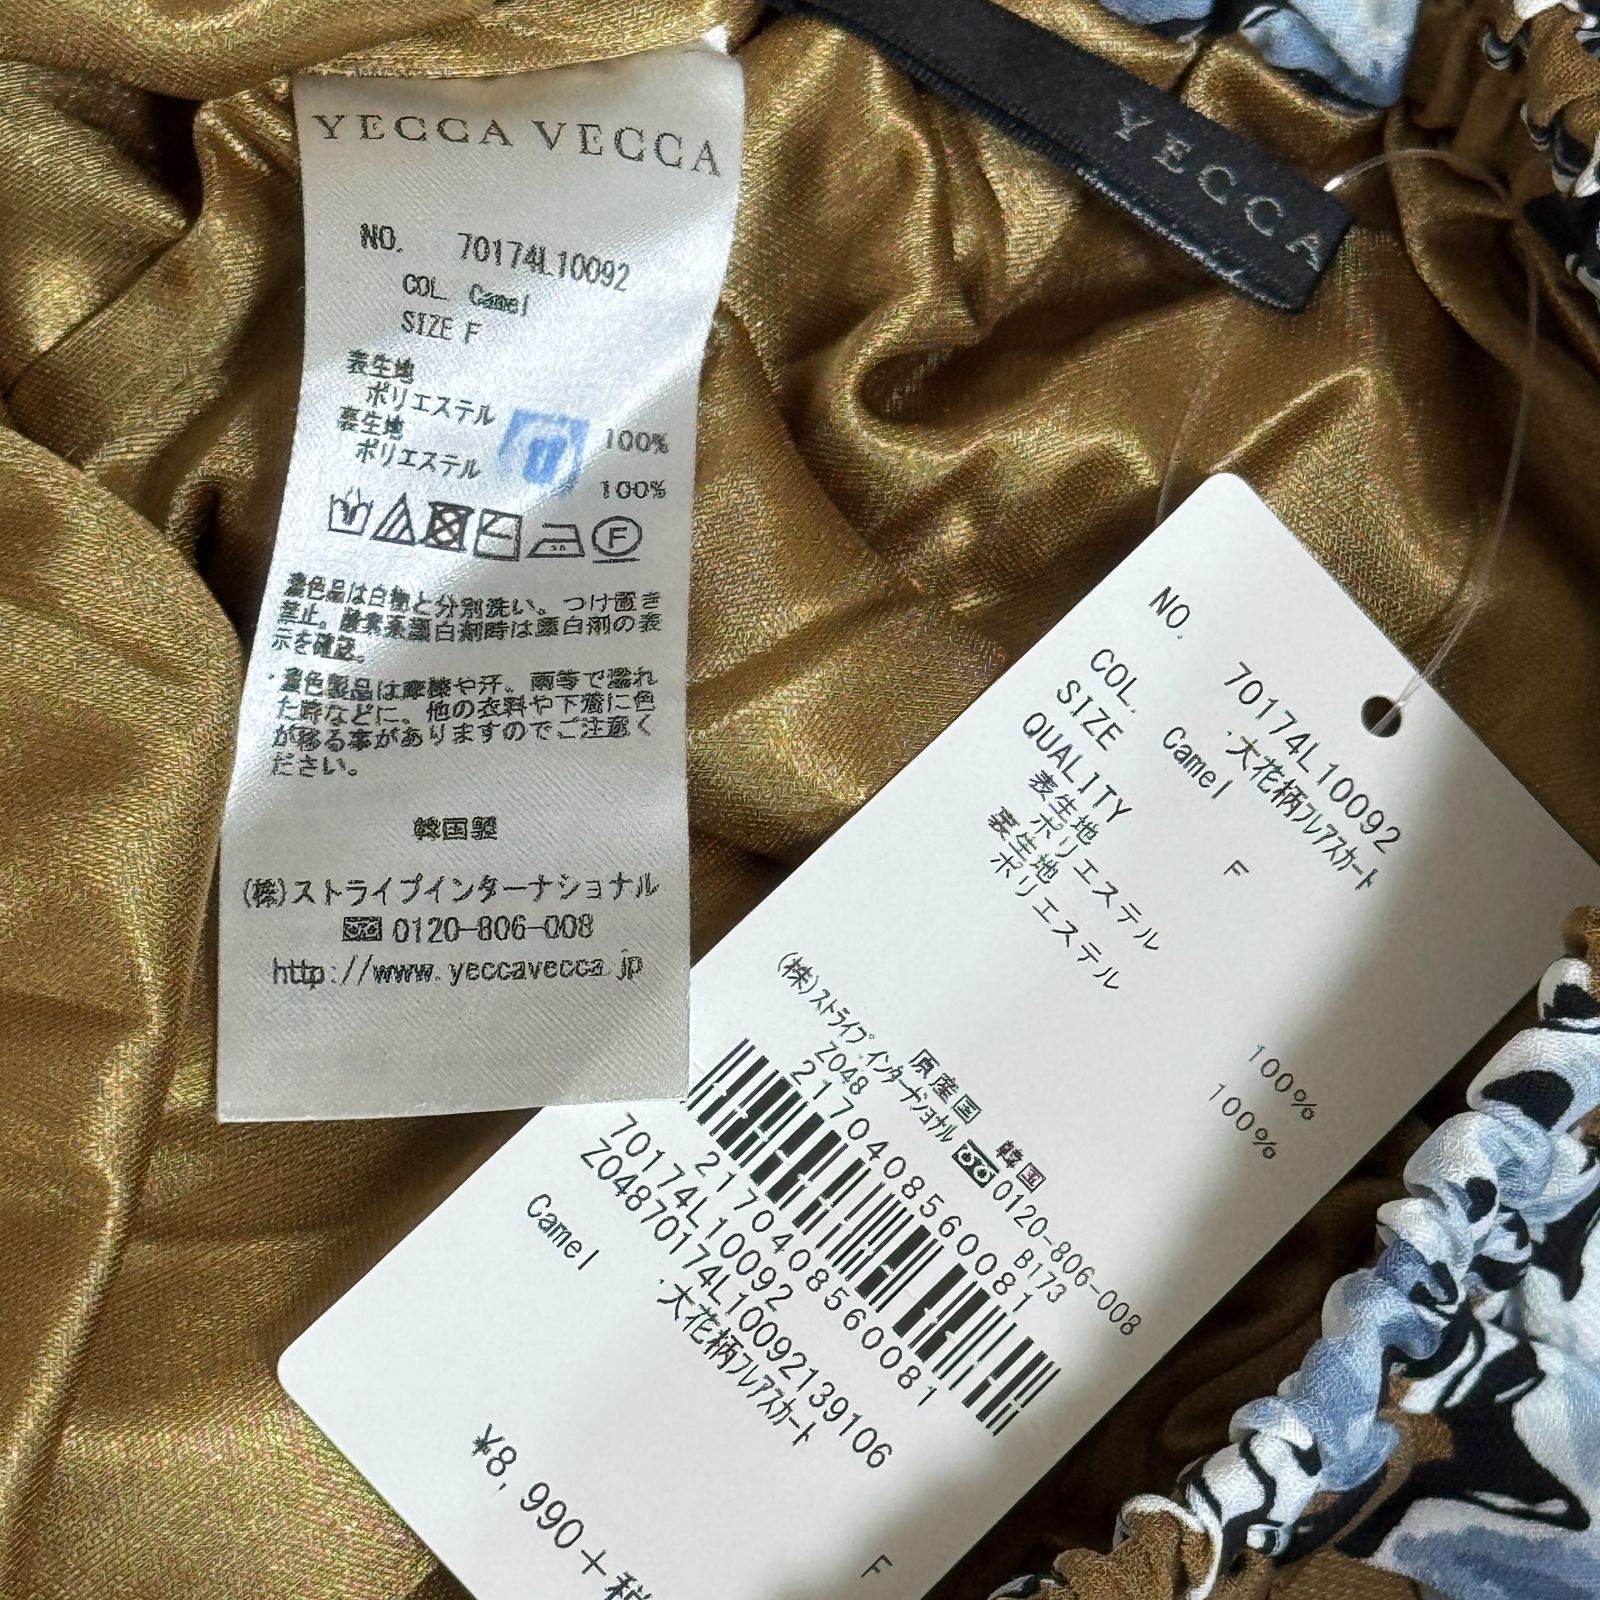 YECCA VECCA
NO. 70174L10092
COL. Camel
SIZE F
表生地
ポリエステル 100%
裏生地
ポリエステル 100%
濃色品は白物と分別洗い。つけ置き
禁止。酸素系漂白剤時は漂白剤の表
示を確認。
・濃色製品は摩擦や汗、雨等で濡れ
た時などに、他の衣料や下着に色
が移る事がありますのでご注意く
ださい。
韓国製
(株)ストライプインターナショナル
0120-806-008
http://www.yeccavecca.jp
YECCA
NO. 70174L10092
・大花柄フレアスカート
COL. Camel
SIZE F
QUALITY
表生地
ポリエステル 100%
裏生地
ポリエステル 100%
原産国 韓国
(株)ストライプインターナショナル 0120-806-008
Z048 B173
2170408560081
2170408560081
70174L10092
Z04870174L10092139106
・大花柄フレアスカート
Camel F
¥8,990+税